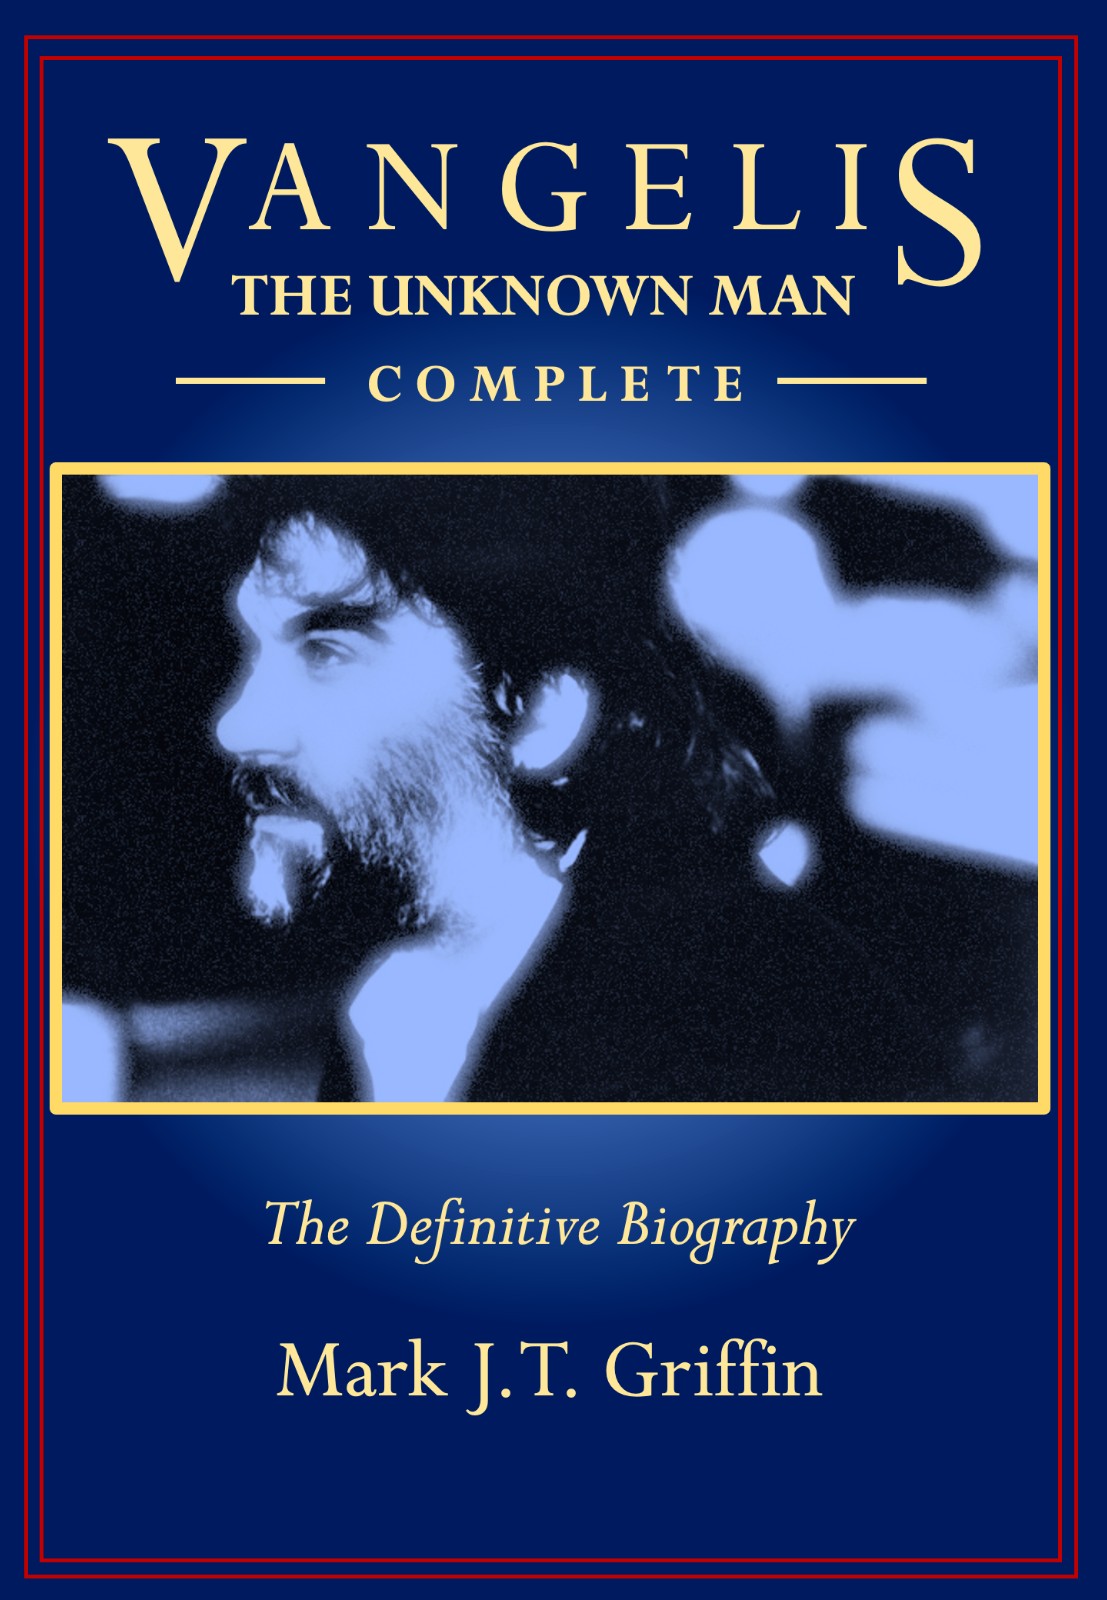 VANGELIS
THE UNKNOWN MAN
COMPLETE
The Definitive Biography
Mark J.T. Griffin